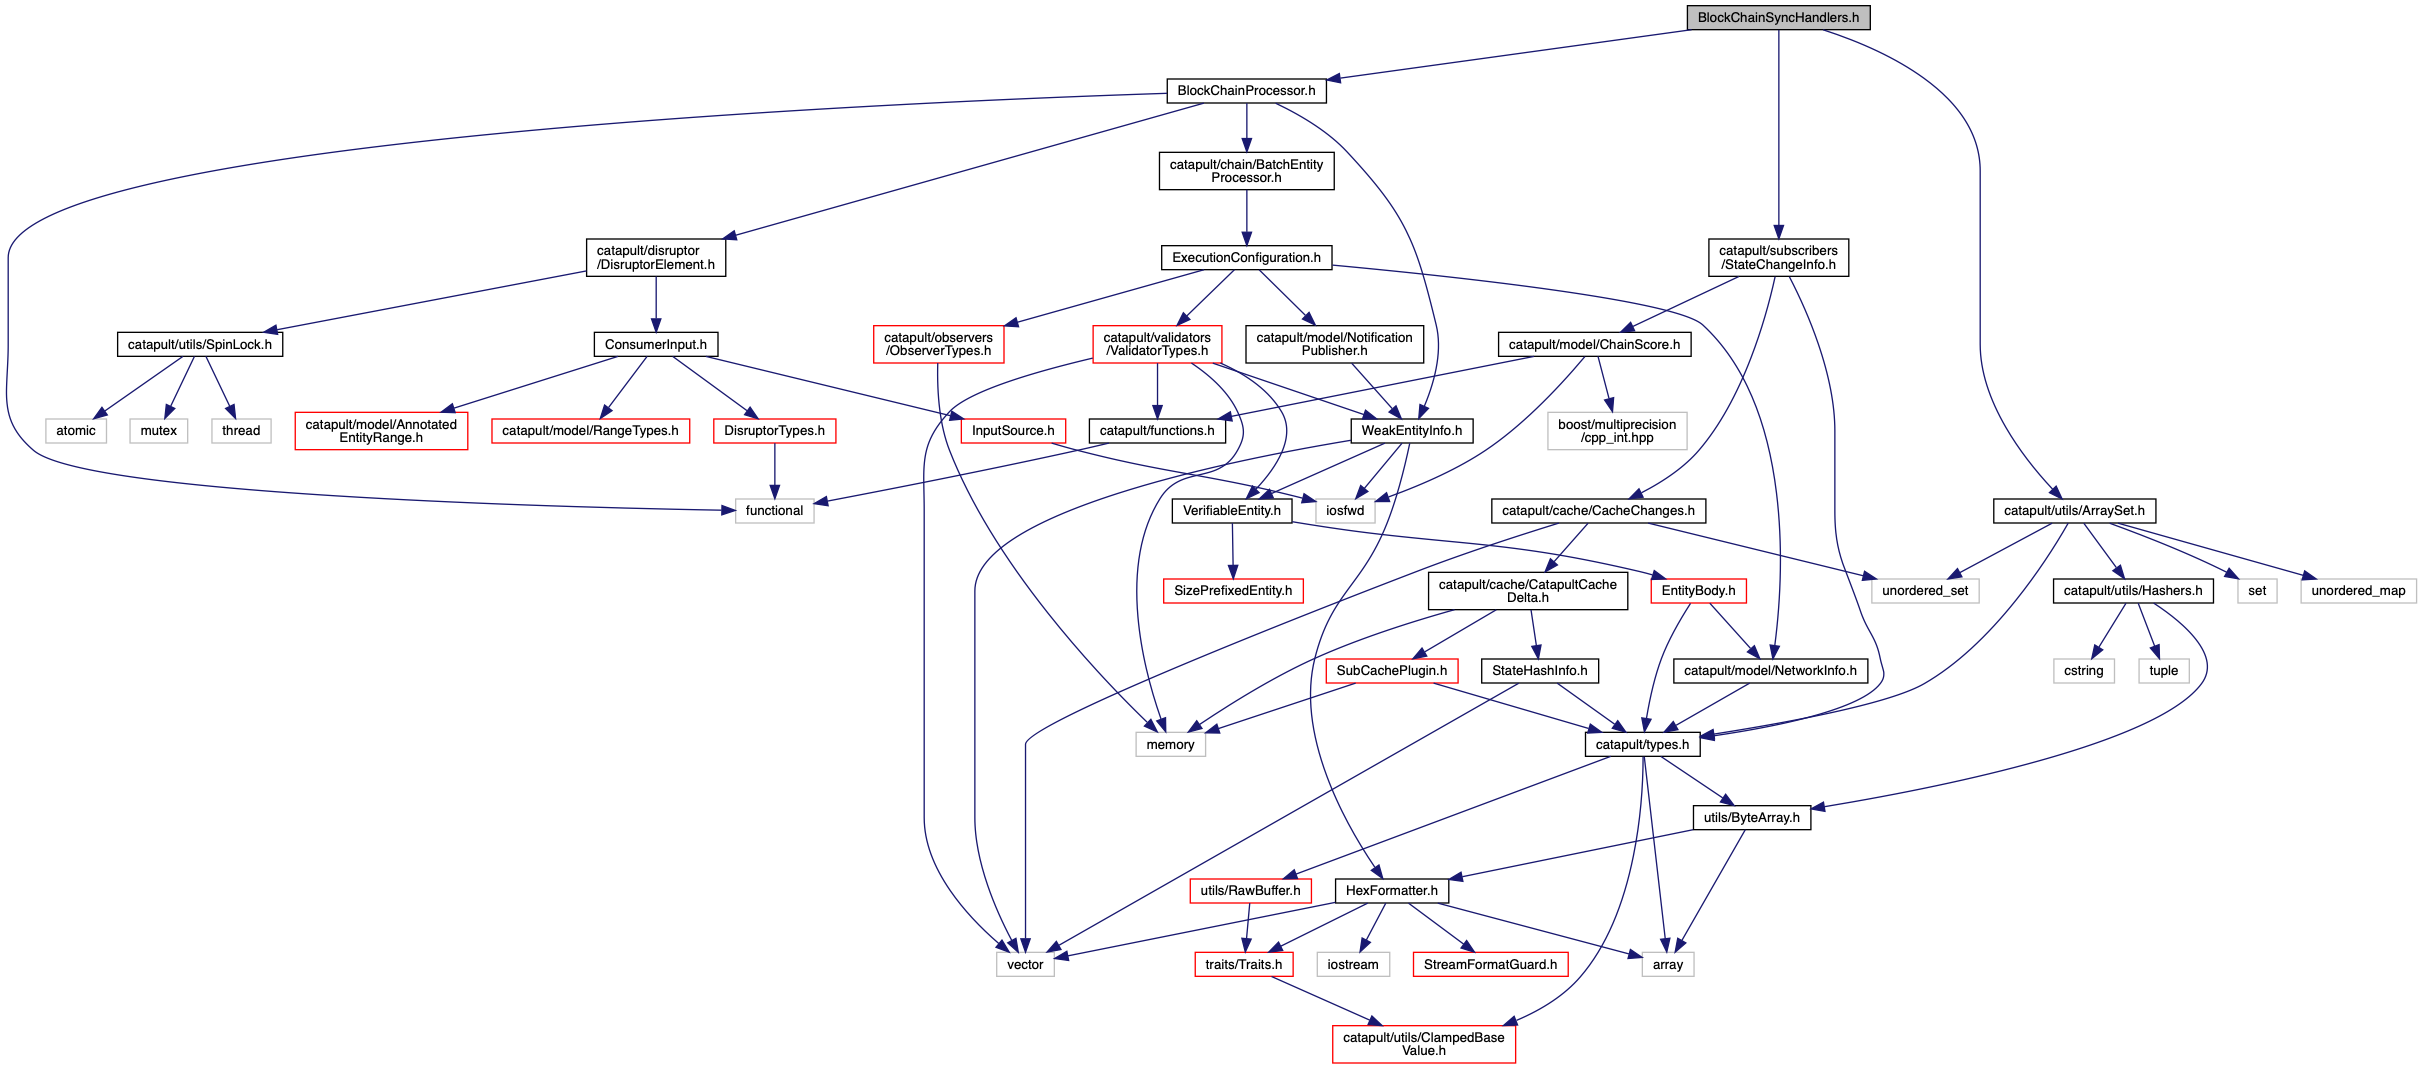 BlockChainSyncHandlers.h
BlockChainProcessor.h
catapult/chain/BatchEntity
Processor.h
catapult/disruptor
/DisruptorElement.h
ExecutionConfiguration.h
catapult/subscribers
/StateChangeInfo.h
catapult/utils/SpinLock.h
ConsumerInput.h
catapult/observers
/ObserverTypes.h
catapult/validators
/ValidatorTypes.h
catapult/model/Notification
Publisher.h
catapult/model/ChainScore.h
atomic
mutex
thread
catapult/model/Annotated
EntityRange.h
catapult/model/RangeTypes.h
DisruptorTypes.h
InputSource.h
catapult/functions.h
WeakEntityInfo.h
boost/multiprecision
/cpp_int.hpp
functional
VerifiableEntity.h
iosfwd
catapult/cache/CacheChanges.h
catapult/utils/ArraySet.h
SizePrefixedEntity.h
catapult/cache/CatapultCache
Delta.h
EntityBody.h
unordered_set
catapult/utils/Hashers.h
set
unordered_map
SubCachePlugin.h
StateHashInfo.h
catapult/model/NetworkInfo.h
cstring
tuple
memory
catapult/types.h
utils/ByteArray.h
utils/RawBuffer.h
HexFormatter.h
vector
traits/Traits.h
iostream
StreamFormatGuard.h
array
catapult/utils/ClampedBase
Value.h